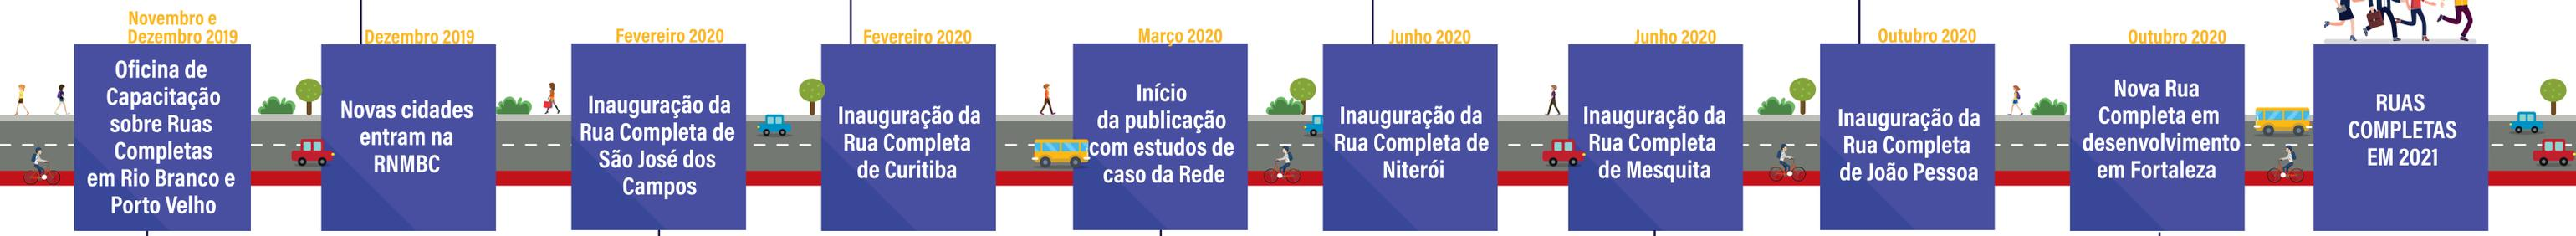 Novembro e
Dezembro 2019
Oficina de
Capacitação
sobre Ruas
Completas
em Rio Branco e
Porto Velho
Dezembro 2019
Novas cidades
entram na
RNMBC
Fevereiro 2020
Inauguração da
Rua Completa de
São José dos
Campos
Fevereiro 2020
Inauguração da
Rua Completa
de Curitiba
Março 2020
Início
da publicação
com estudos de
caso da Rede
Junho 2020
Inauguração da
Rua Completa de
Niterói
Junho 2020
Inauguração da
Rua Completa
de Mesquita
Outubro 2020
Inauguração da
Rua Completa
de João Pessoa
Outubro 2020
Nova Rua
Completa em
desenvolvimento
em Fortaleza
RUAS
COMPLETAS
EM 2021